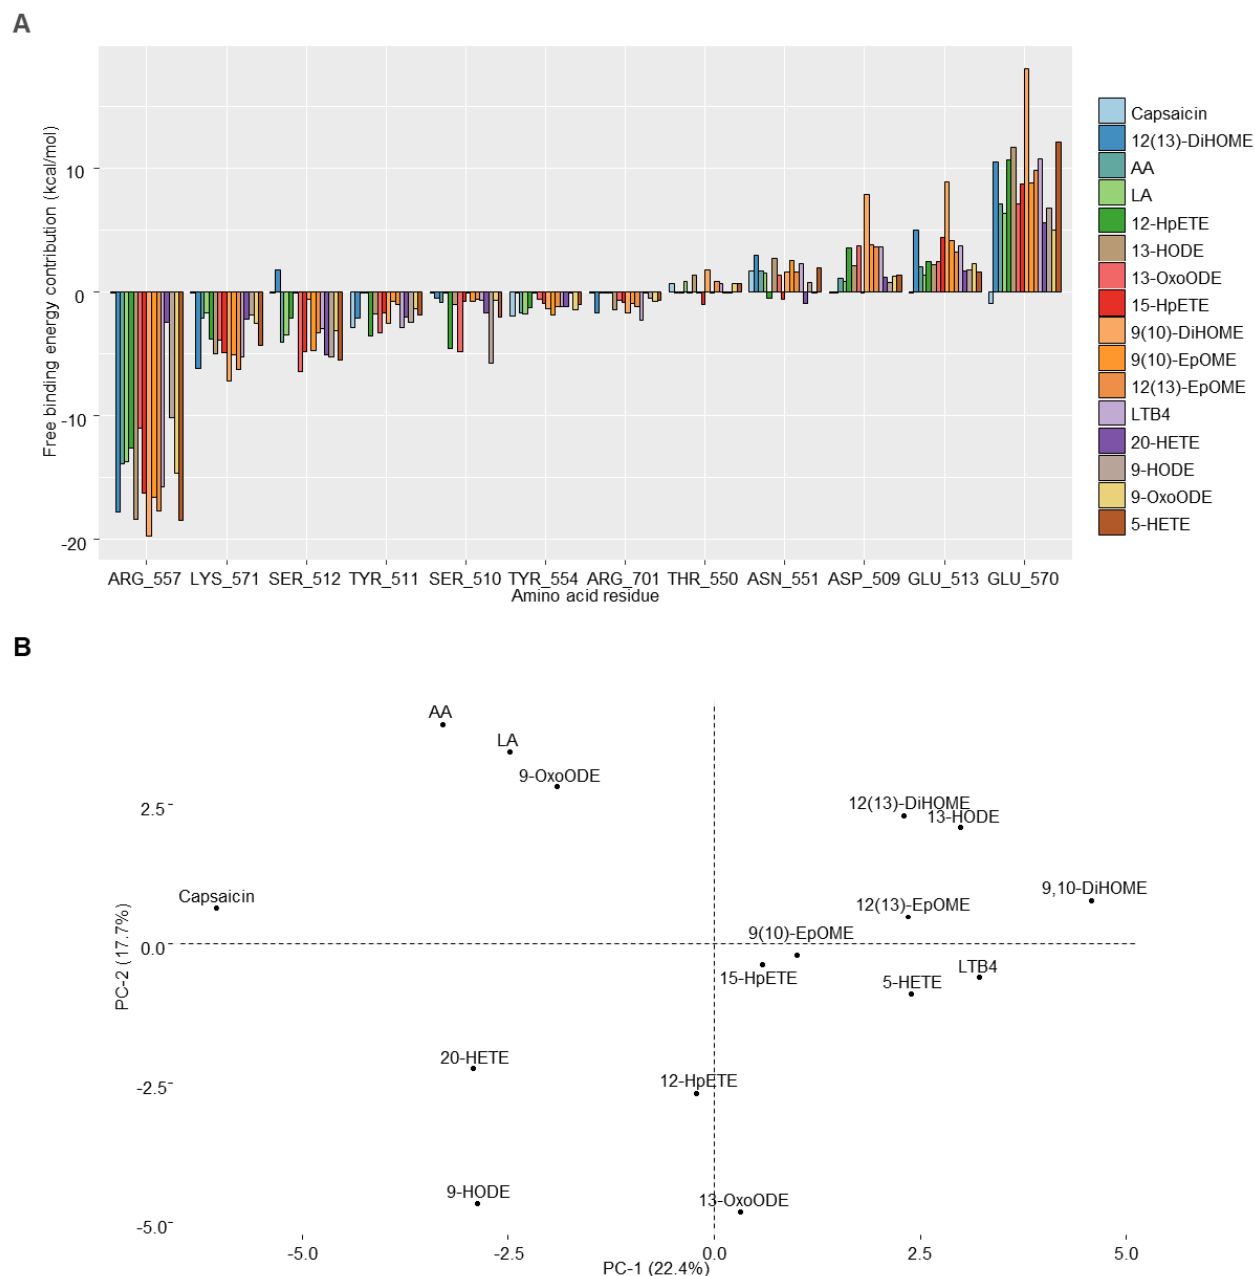 A
Free binding energy contribution (kcal/mol)
10
0
-10
-20
ARG_557 LYS_571 SER_512 TYR_511 SER_510 TYR_554 ARG_701 THR_550 ASN_551 ASP_509 GLU_513 GLU_570
Amino acid residue
Capsaicin
12(13)-DiHOME
AA
LA
12-HpETE
13-HODE
13-OxoODE
15-HpETE
9(10)-DiHOME
9(10)-EpOME
12(13)-EpOME
LTB4
20-HETE
9-HODE
9-OxoODE
5-HETE
B
AA
LA
9-OxoODE
12(13)-DiHOME
13-HODE
Capsaicin
9,10-DiHOME
12(13)-EpOME
9(10)-EpOME
15-HpETE
LTB4
5-HETE
20-HETE
12-HpETE
9-HODE
13-OxoODE
PC-2 (17.7%)
2.5
0.0
-2.5
-5.0
-5.0 -2.5 0.0 2.5 5.0
PC-1 (22.4%)